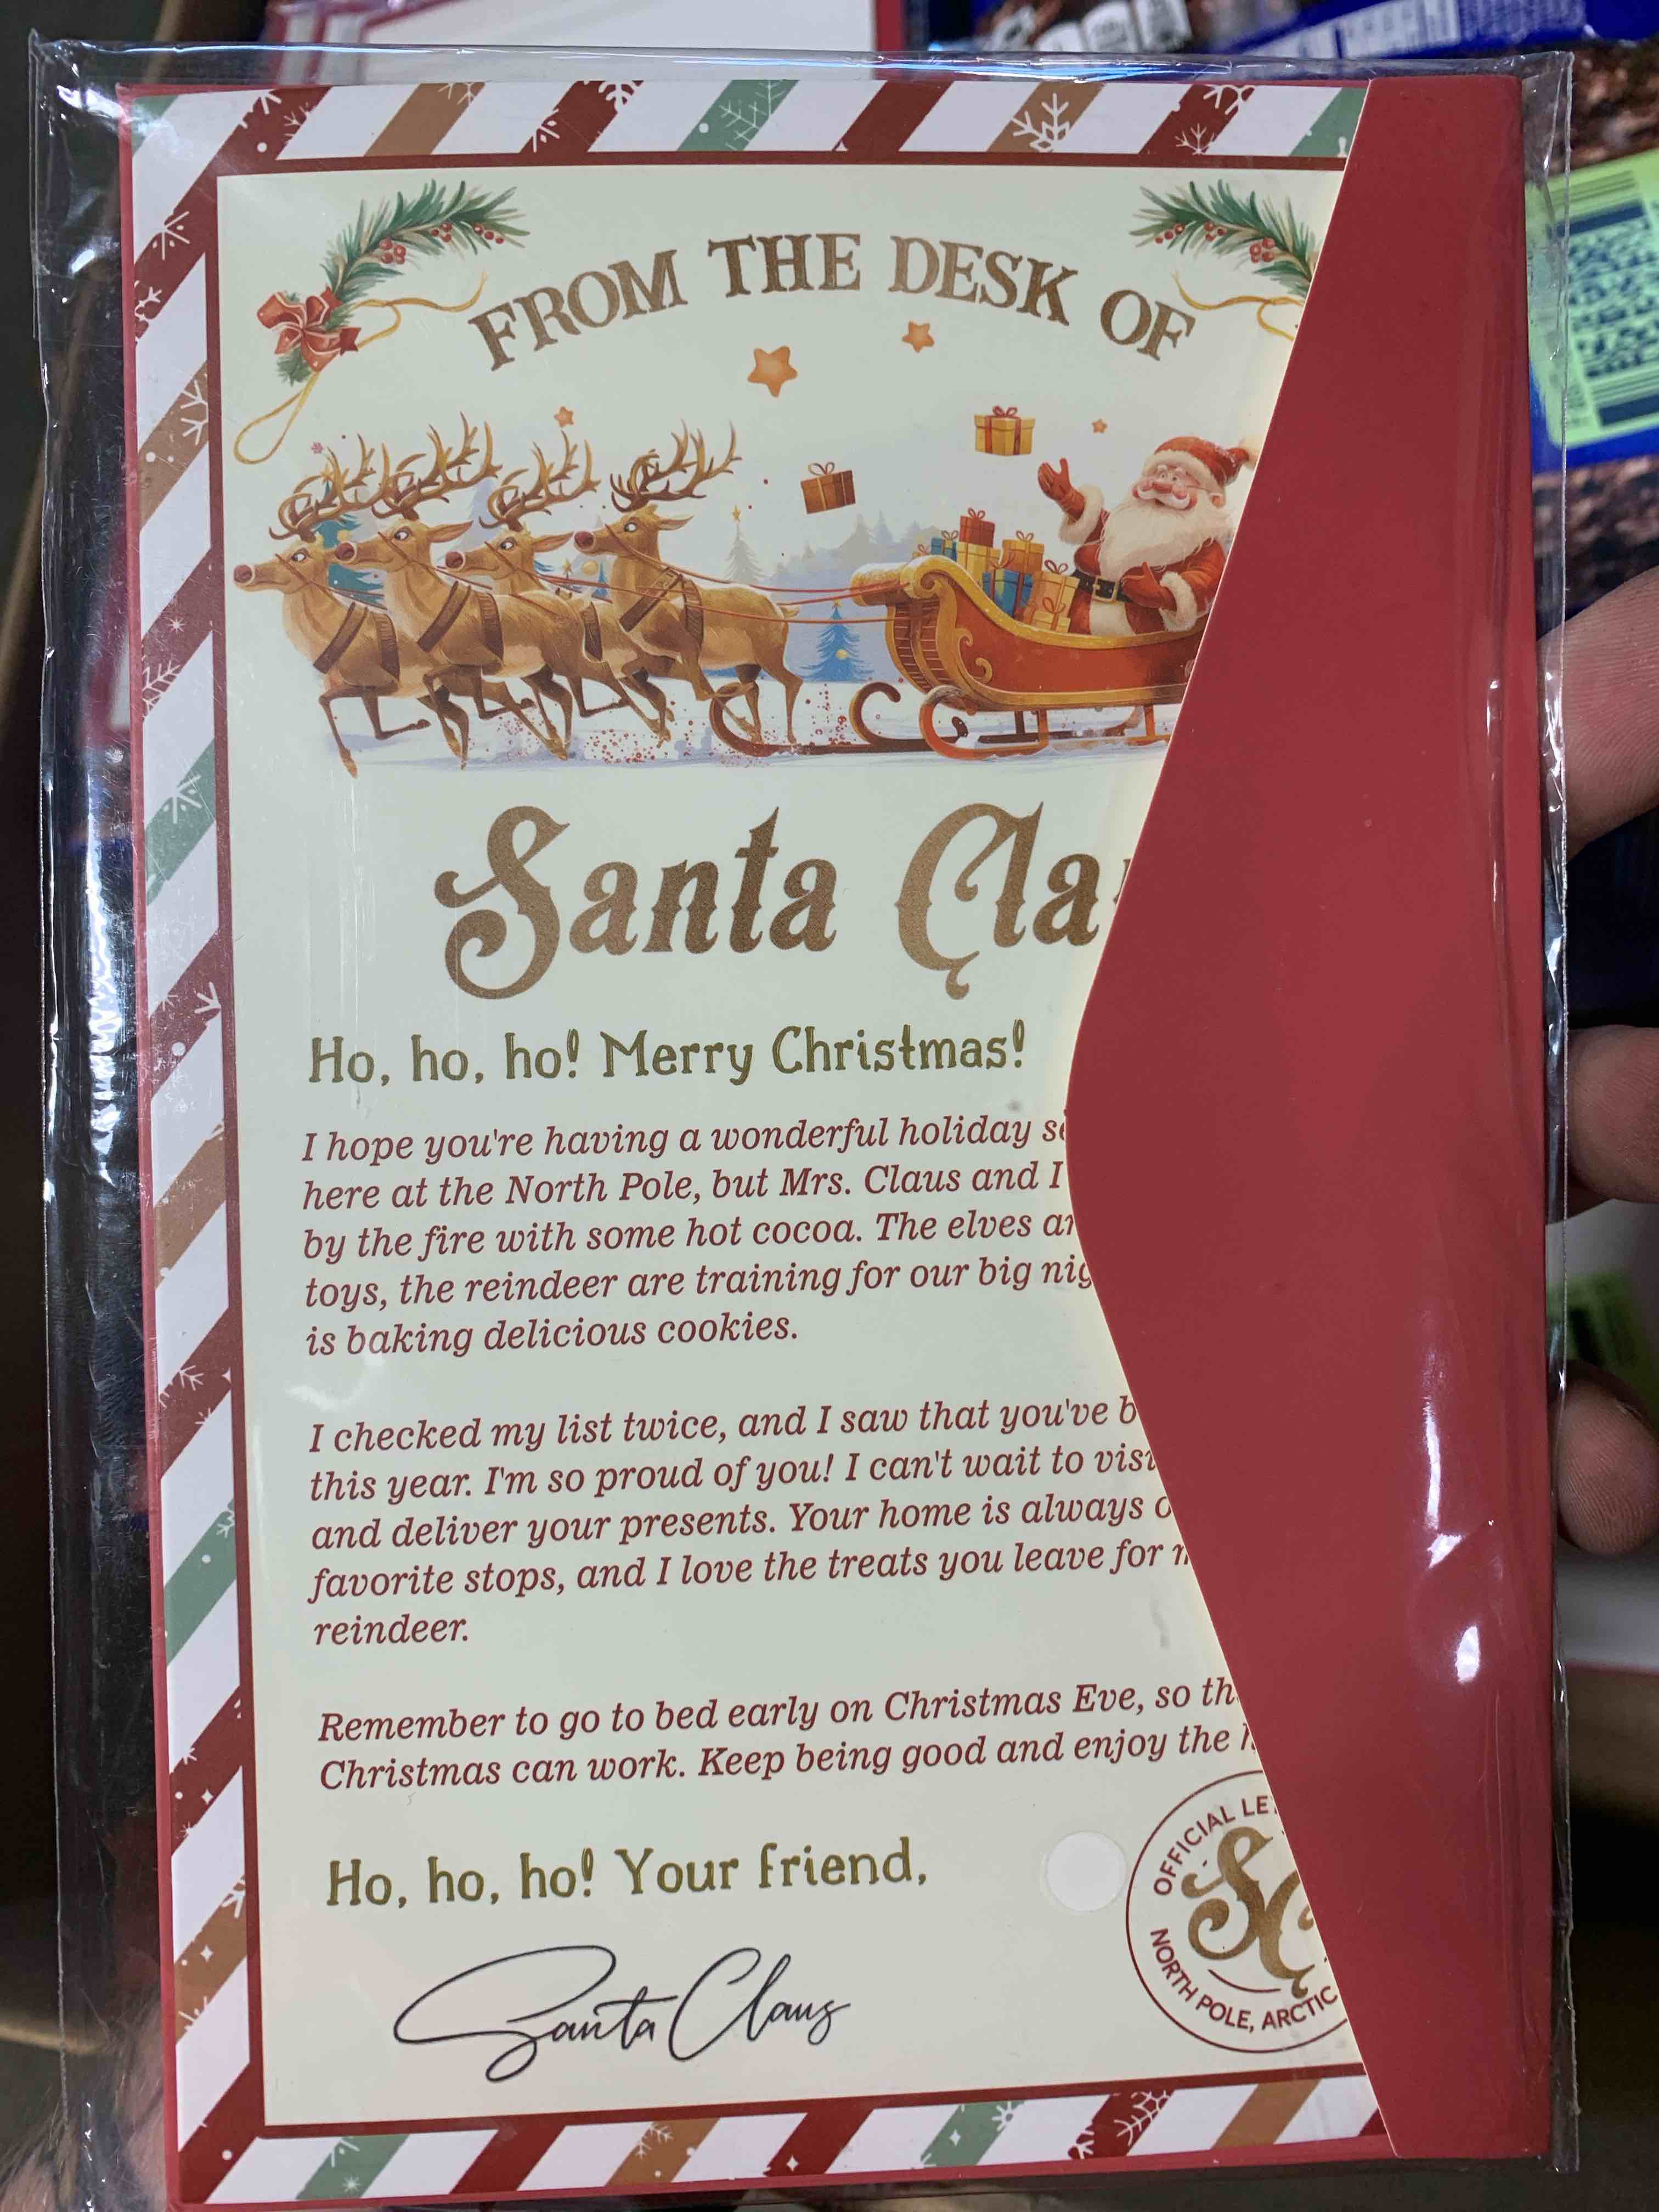 FROM THE DESK OF
Santa
Ho, ho, ho! Merry Christmas!
I hope you're having a wonderful holiday
here at the North Pole, but Mrs. Claus and I
by the fire with some hot cocoa. The elves
toys, the reindeer are training for our big
is baking delicious cookies.
I checked my list twice, and I saw that you've
this year. I'm so proud of you! I can't wait to
and deliver your presents. Your home is always
favorite stops, and I love the treats you leave for
reindeer.
Remember to go to bed early on Christmas Eve, so
Christmas can work. Keep being good and enjoy the
Ho, ho, ho! Your friend,
Santa Claus
OFFICIAL
SC
NORTH POLE, ARCTIC